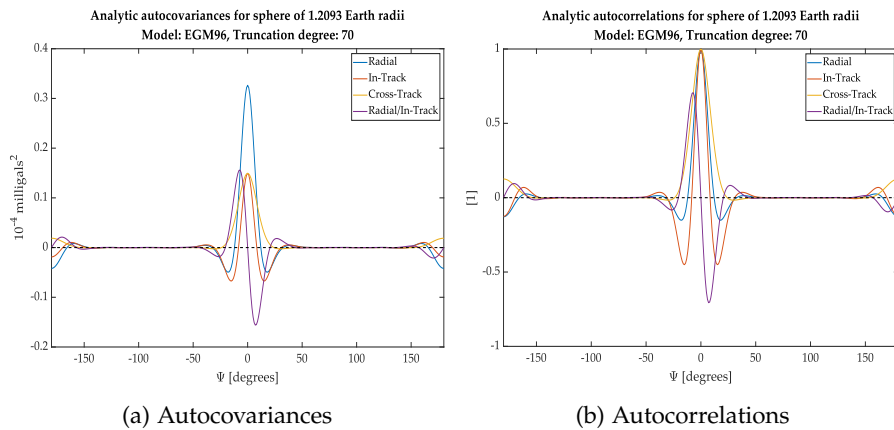 Analytic autocovariances for sphere of 1.2093 Earth radii
Model: EGM96, Truncation degree: 70
0.4
0.3
0.2
0.1
0
-0.1
-0.2
10⁻⁴ milligals²
Radial
In-Track
Cross-Track
Radial/In-Track
-150 -100 -50 0 50 100 150
Ψ [degrees]
(a) Autocovariances
Analytic autocorrelations for sphere of 1.2093 Earth radii
Model: EGM96, Truncation degree: 70
1
0.5
0
-0.5
-1
[1]
Radial
In-Track
Cross-Track
Radial/In-Track
-150 -100 -50 0 50 100 150
Ψ [degrees]
(b) Autocorrelations